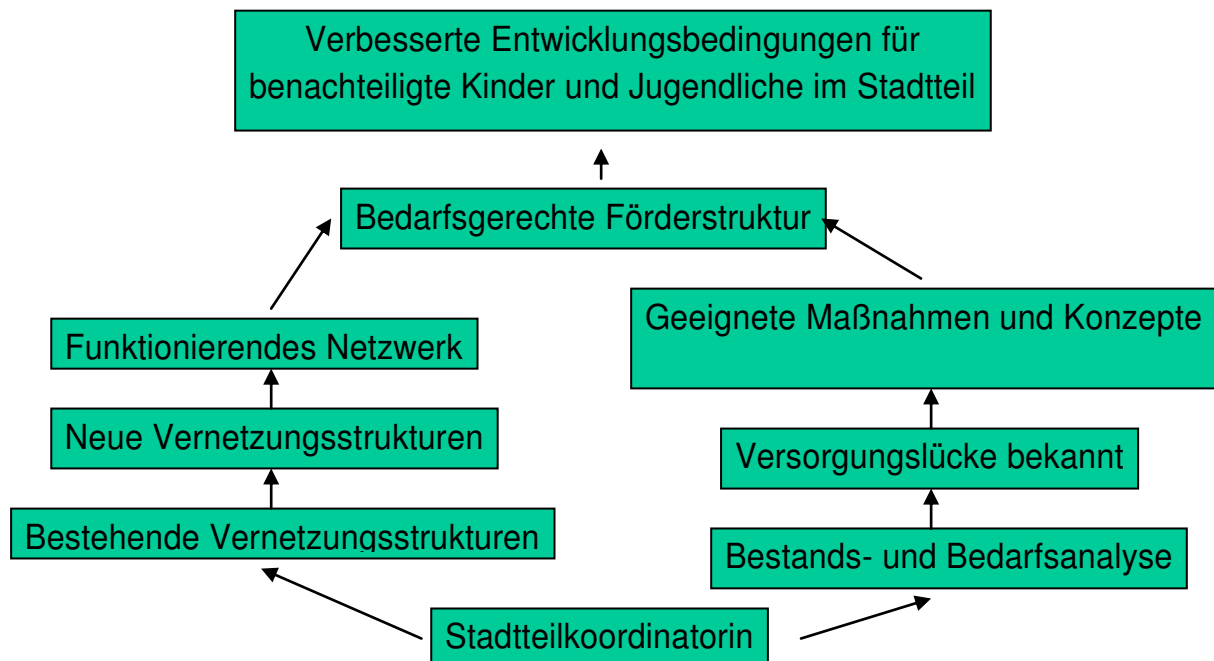 Verbesserte Entwicklungsbedingungen für
benachteiligte Kinder und Jugendliche im Stadtteil
Bedarfsgerechte Förderstruktur
Geeignete Maßnahmen und Konzepte
Funktionierendes Netzwerk
Neue Vernetzungsstrukturen
Versorgungslücke bekannt
Bestehende Vernetzungsstrukturen
Bestands- und Bedarfsanalyse
Stadtteilkoordinatorin